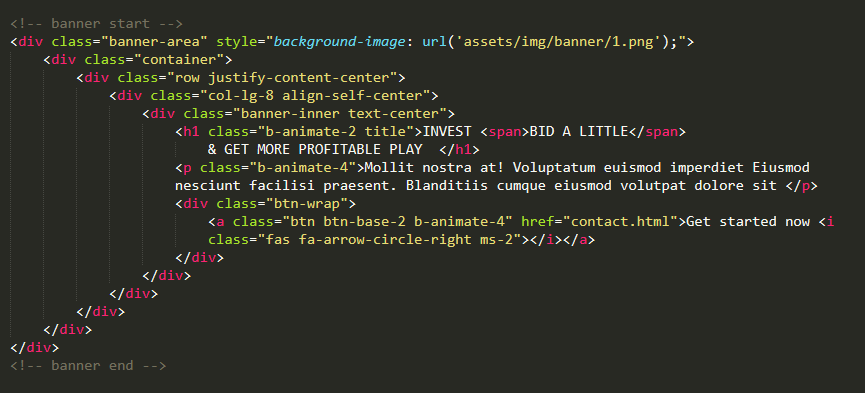 <!-- banner start -->
<div class="banner-area" style="background-image: url('assets/img/banner/1.png');">
    <div class="container">
        <div class="row justify-content-center">
            <div class="col-lg-8 align-self-center">
                <div class="banner-inner text-center">
                    <h1 class="b-animate-2 title">INVEST <span>BID A LITTLE</span>
                        & GET MORE PROFITABLE PLAY  </h1>
                    <p class="b-animate-4">Mollit nostra at! Voluptatum euismod imperdiet Eiusmod
                    nesciunt facilisi praesent. Blanditiis cumque eiusmod volutpat dolore sit </p>
                    <div class="btn-wrap">
                        <a class="btn btn-base-2 b-animate-4" href="contact.html">Get started now <i
                        class="fas fa-arrow-circle-right ms-2"></i></a>
                    </div>
                </div>
            </div>
        </div>
    </div>
</div>
<!-- banner end -->